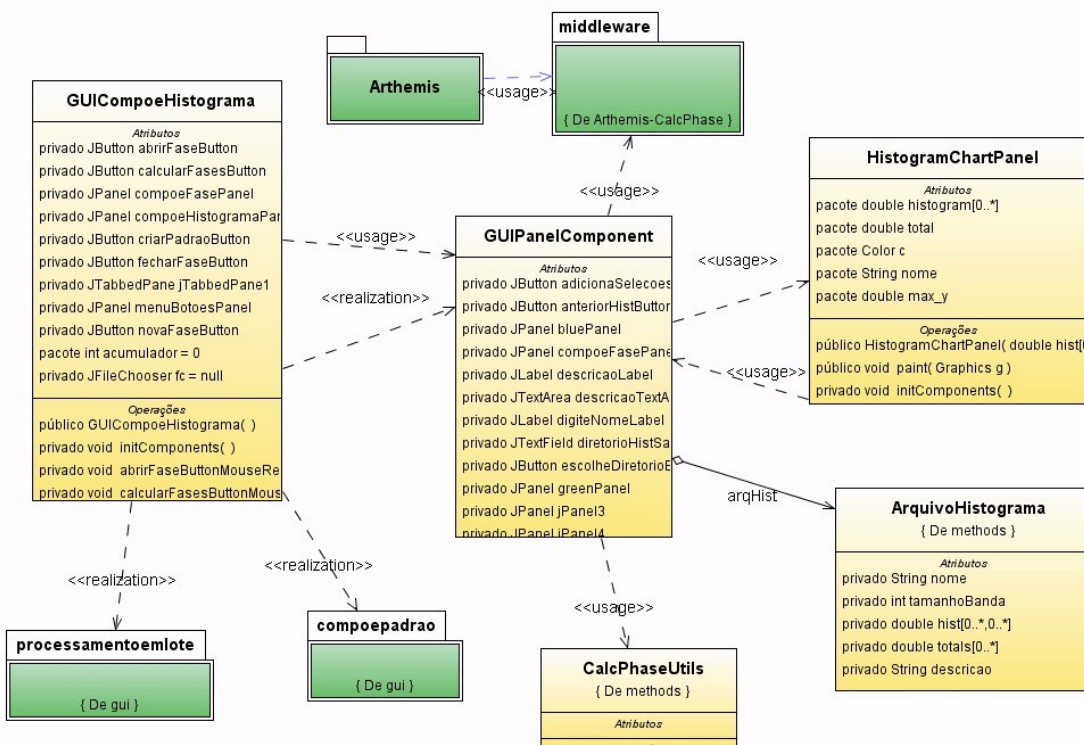 middleware
{ De Arthemis-CalcPhase }
Arthemis
<<usage>>
GUICompoeHistograma
Atributos
privado JButton abrirFaseButton
privado JButton calcularFasesButton
privado JPanel compoeFasePanel
privado JPanel compoeHistogramaPan
privado JButton criarPadraoButton
privado JButton fecharFaseButton
privado JTabbedPane jTabbedPane1
privado JPanel menuBotoesPanel
privado JButton novaFaseButton
pacote int acumulador = 0
privado JFileChooser fc = null
Operações
público GUICompoeHistograma( )
privado void initComponents( )
privado void abrirFaseButtonMouseRe
privado void calcularFasesButtonMous
<<usage>>
<<realization>>
<<usage>>
GUIPanelComponent
Atributos
privado JButton adicionaSelecoes
privado JButton anteriorHistButton
privado JPanel bluePanel
privado JPanel compoeFasePane
privado JLabel descricaoLabel
privado JTextArea descricaoTextA
privado JLabel digiteNomeLabel
privado JTextField diretorioHistSa
privado JButton escolheDiretorioE
privado JPanel greenPanel
privado JPanel jPanel3
privado JPanel jPanel4
<<usage>>
<<usage>>
HistogramChartPanel
Atributos
pacote double histogram[0..*]
pacote double total
pacote Color c
pacote String nome
pacote double max_y
Operações
público HistogramChartPanel( double hist[0
público void paint( Graphics g )
privado void initComponents( )
arqHist
ArquivoHistograma
{ De methods }
Atributos
privado String nome
privado int tamanhoBanda
privado double hist[0..*,0..*]
privado double totals[0..*]
privado String descricao
<<realization>>
<<realization>>
<<usage>>
processamentoemlote
{ De gui }
compoepadrao
{ De gui }
CalcPhaseUtils
{ De methods }
Atributos